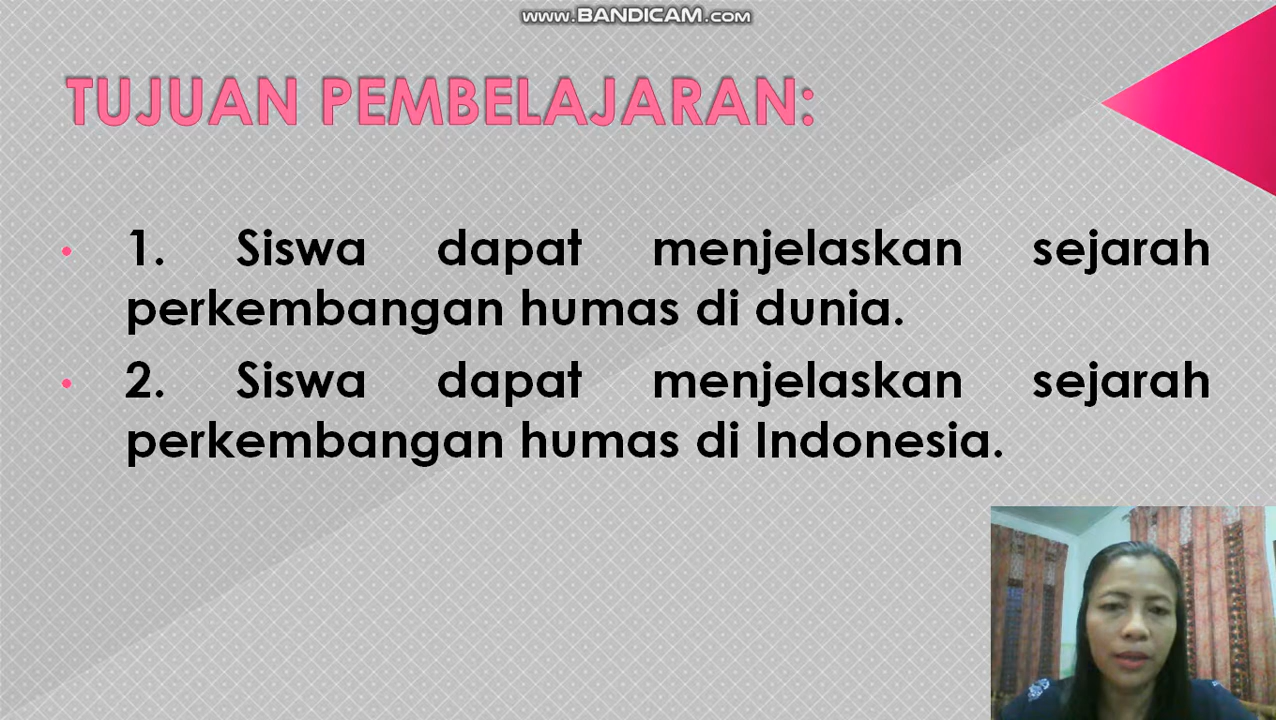 www.BANDICAM.com
TUJUAN PEMBELAJARAN:
• 1. Siswa dapat menjelaskan sejarah
perkembangan humas di dunia.
• 2. Siswa dapat menjelaskan sejarah
perkembangan humas di Indonesia.